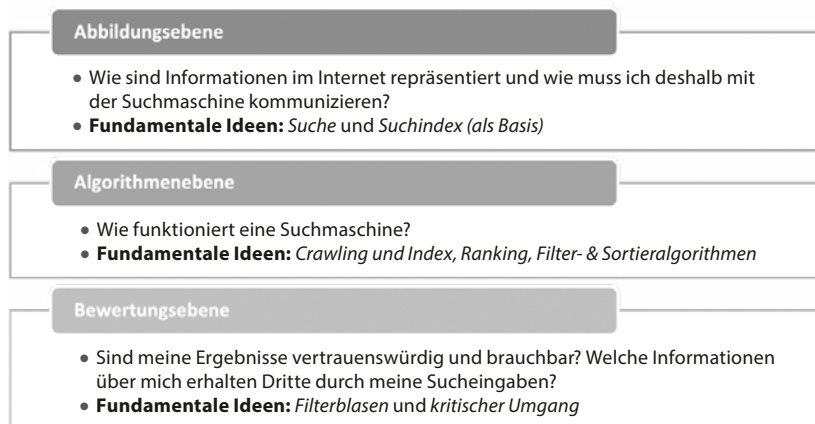 Abbildungsebene
• Wie sind Informationen im Internet repräsentiert und wie muss ich deshalb mit
der Suchmaschine kommunizieren?
• Fundamentale Ideen: Suche und Suchindex (als Basis)
Algorithmenebene
• Wie funktioniert eine Suchmaschine?
• Fundamentale Ideen: Crawling und Index, Ranking, Filter- & Sortieralgorithmen
Bewertungsebene
• Sind meine Ergebnisse vertrauenswürdig und brauchbar? Welche Informationen
über mich erhalten Dritte durch meine Sucheingaben?
• Fundamentale Ideen: Filterblasen und kritischer Umgang